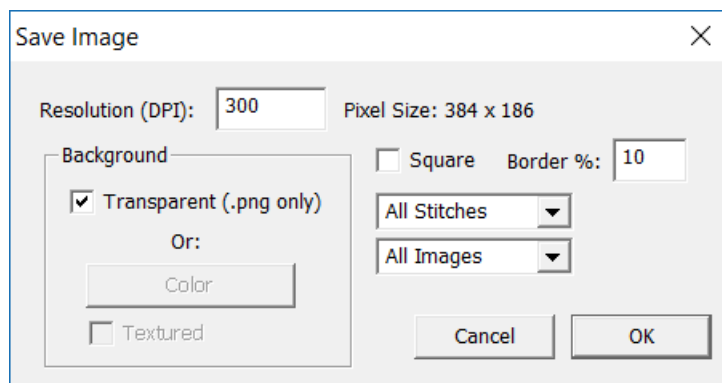 Save Image
Resolution (DPI): 300 Pixel Size: 384 x 186
Background
Square Border %: 10
Transparent (.png only)
All Stitches
Or:
All Images
Color
Textured
Cancel OK